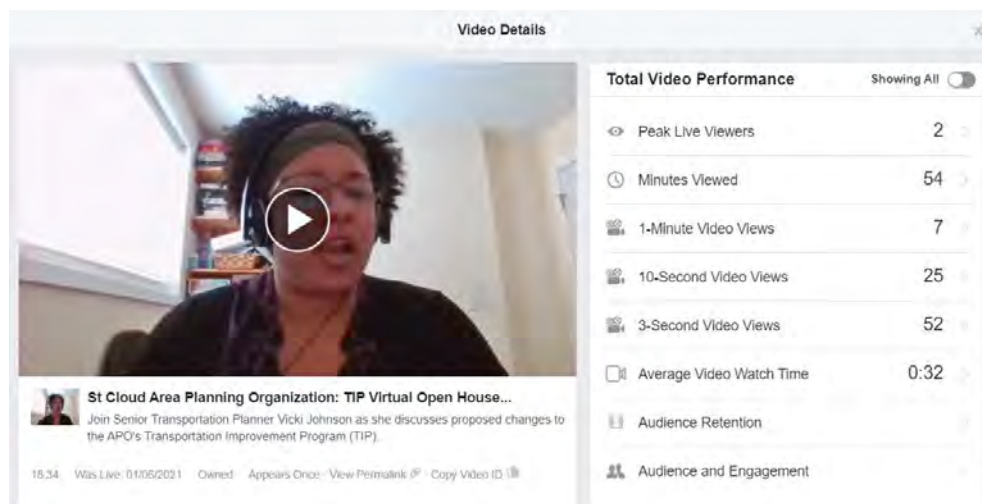 Video Details
Total Video Performance
Showing All
Peak Live Viewers 2
Minutes Viewed 54
1-Minute Video Views 7
10-Second Video Views 25
3-Second Video Views 52
Average Video Watch Time 0:32
Audience Retention
Audience and Engagement
St Cloud Area Planning Organization: TIP Virtual Open House...
Join Senior Transportation Planner Vicki Johnson as she discusses proposed changes to
the APO's Transportation Improvement Program (TIP).
18:34 Was Live: 01/06/2021 Owned Appears Once · View Permalink · Copy Video ID